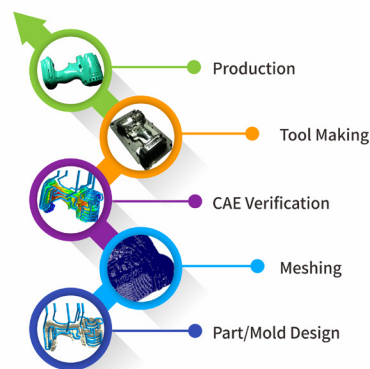 Production
Tool Making
CAE Verification
Meshing
Part/Mold Design